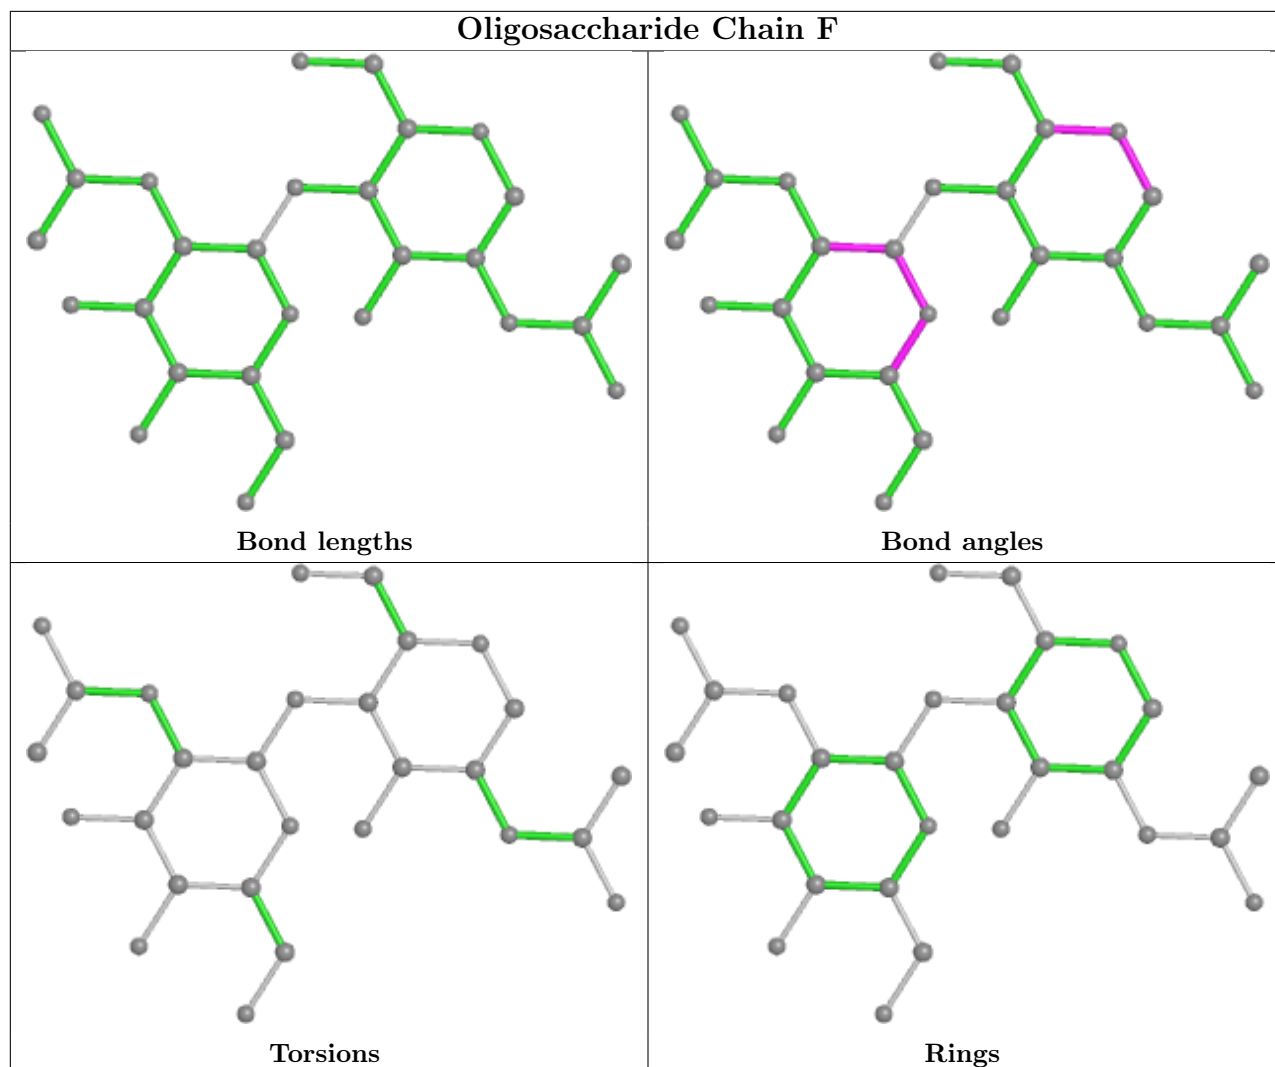 Oligosaccharide Chain F
Bond lengths
Bond angles
Torsions
Rings